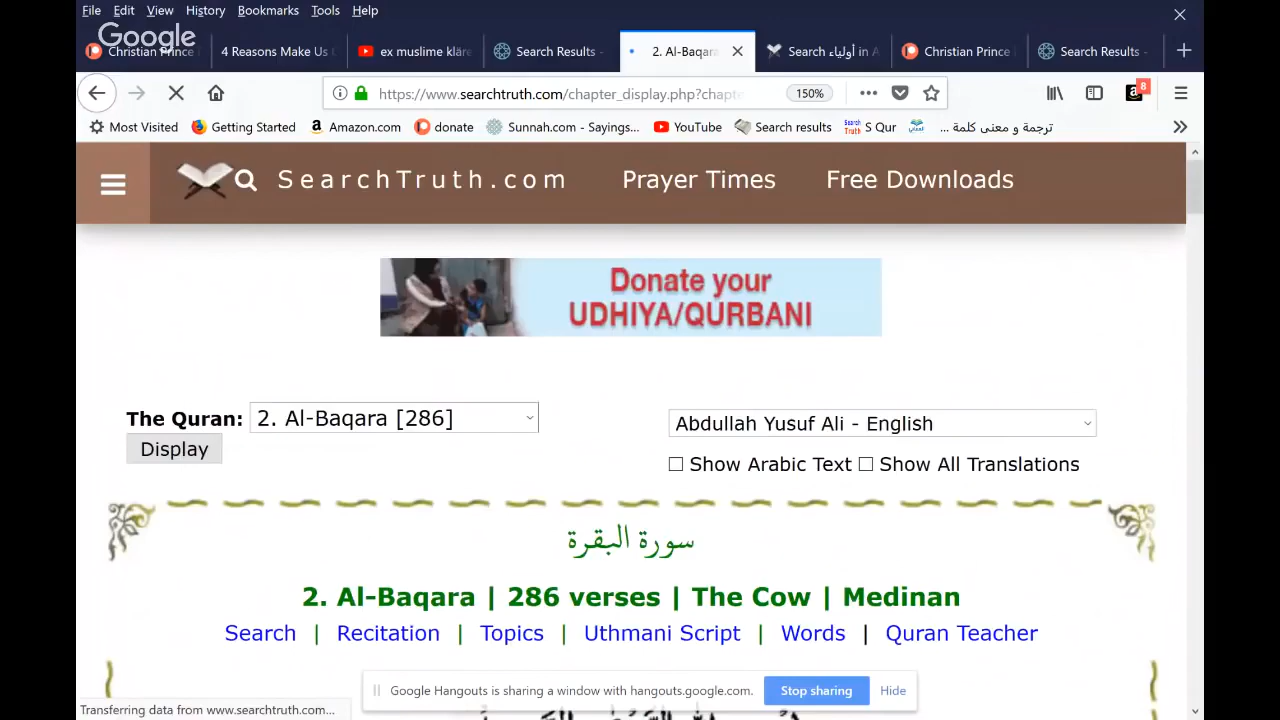 File Edit View History Bookmarks Tools Help
Google
Christian Prince 4 Reasons Make Us ex muslime kläre Search Results - 2. Al-Baqara Search أولياء in A Christian Prince Search Results -
https://www.searchtruth.com/chapter_display.php?chapte 150% 8
Most Visited Getting Started Amazon.com donate Sunnah.com - Sayings... YouTube Search results Search Truth S Qur ترجمة و معنى كلمة ...
SearchTruth.com Prayer Times Free Downloads
Donate your
UDHIYA/QURBANI
The Quran: 2. Al-Baqara [286] Abdullah Yusuf Ali - English
Display Show Arabic Text Show All Translations
سورة البقرة
2. Al-Baqara | 286 verses | The Cow | Medinan
Search | Recitation | Topics | Uthmani Script | Words | Quran Teacher
Google Hangouts is sharing a window with hangouts.google.com. Stop sharing Hide
Transferring data from www.searchtruth.com...